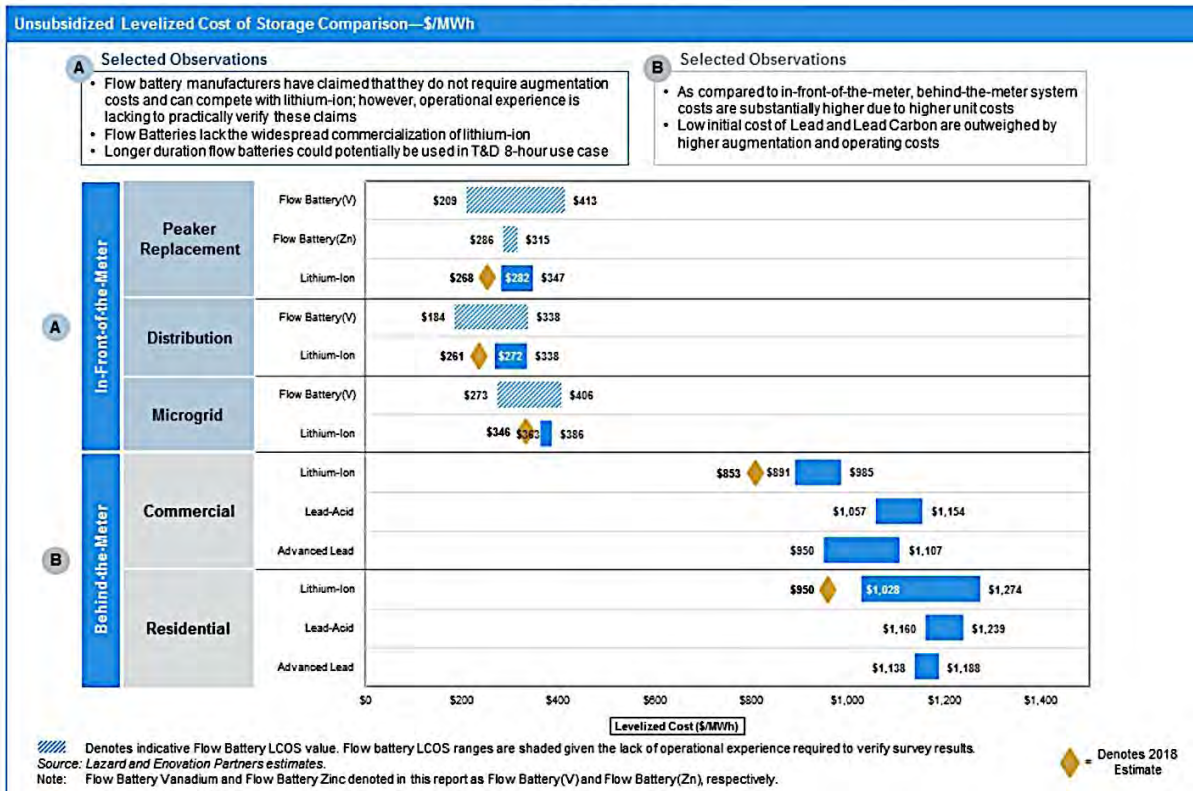 Unsubsidized Levelized Cost of Storage Comparison—$/MWh
A
Selected Observations
• Flow battery manufacturers have claimed that they do not require augmentation
costs and can compete with lithium-ion; however, operational experience is
lacking to practically verify these claims
• Flow Batteries lack the widespread commercialization of lithium-ion
• Longer duration flow batteries could potentially be used in T&D 8-hour use case
B
Selected Observations
• As compared to in-front-of-the-meter, behind-the-meter system
costs are substantially higher due to higher unit costs
• Low initial cost of Lead and Lead Carbon are outweighed by
higher augmentation and operating costs
A
In-Front-of-the-Meter
Peaker
Replacement
Flow Battery(V) $209 $413
Flow Battery(Zn) $286 $315
Lithium-Ion $268 $282 $347
Distribution
Flow Battery(V) $184 $338
Lithium-Ion $261 $272 $338
Microgrid
Flow Battery(V) $273 $406
Lithium-Ion $346 $363 $386
B
Behind-the-Meter
Commercial
Lithium-Ion $853 $891 $985
Lead-Acid $1,057 $1,154
Advanced Lead $950 $1,107
Residential
Lithium-Ion $950 $1,028 $1,274
Lead-Acid $1,160 $1,239
Advanced Lead $1,138 $1,188
$0 $200 $400 $600 $800 $1,000 $1,200 $1,400
Levelized Cost ($/MWh)
Denotes indicative Flow Battery LCOS value. Flow battery LCOS ranges are shaded given the lack of operational experience required to verify survey results.
Source: Lazard and Enovation Partners estimates.
Note: Flow Battery Vanadium and Flow Battery Zinc denoted in this report as Flow Battery(V) and Flow Battery(Zn), respectively.
= Denotes 2018
Estimate